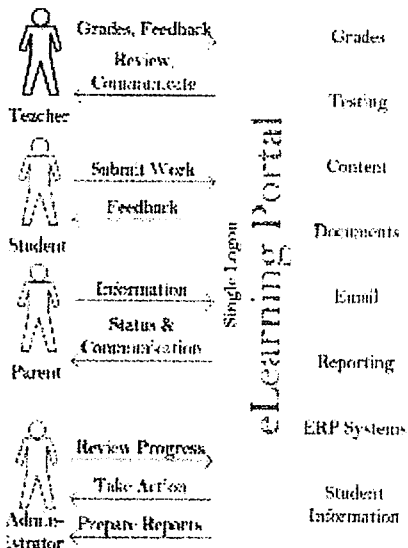 Grades, Feedback
Review,
Communicate
Teacher
Submit Work
Feedback
Student
Information
Status &
Communication
Parent
Review Progress
Take Action
Prepare Reports
Admin-
istrator
Single Logon
eLearning Portal
Grades
Testing
Content
Documents
Email
Reporting
ERP Systems
Student
Information